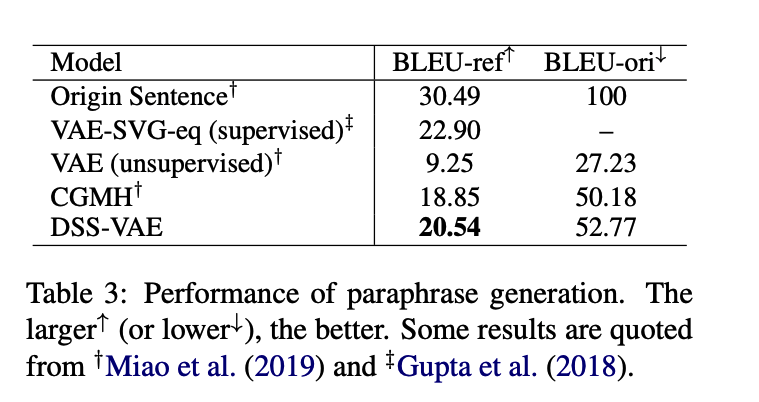 Model BLEU-ref↑ BLEU-ori↓
Origin Sentence† 30.49 100
VAE-SVG-eq (supervised)‡ 22.90 –
VAE (unsupervised)† 9.25 27.23
CGMH† 18.85 50.18
DSS-VAE 20.54 52.77
Table 3: Performance of paraphrase generation. The
larger↑ (or lower↓), the better. Some results are quoted
from †Miao et al. (2019) and ‡Gupta et al. (2018).